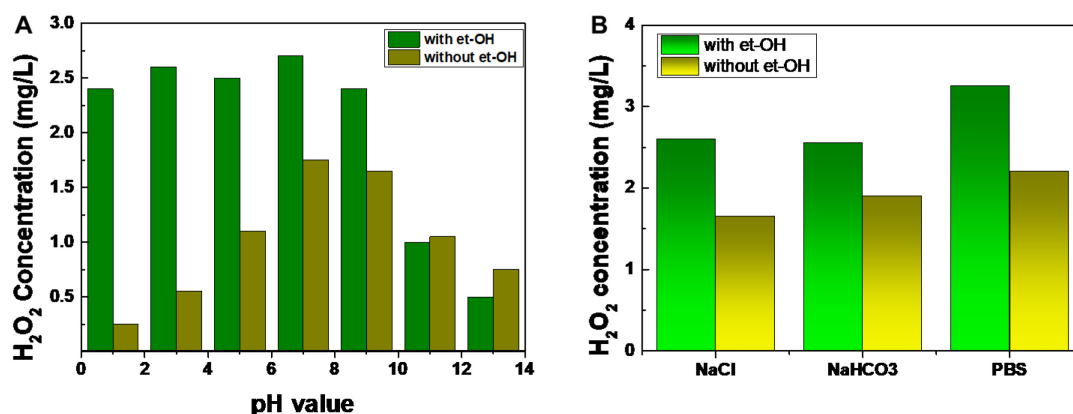 A
H₂O₂ Concentration (mg/L)
3.0
2.5
2.0
1.5
1.0
0.5
with et-OH
without et-OH
0 2 4 6 8 10 12 14
pH value
B
H₂O₂ concentration (mg/L)
4
3
2
1
0
with et-OH
without et-OH
NaCl NaHCO3 PBS